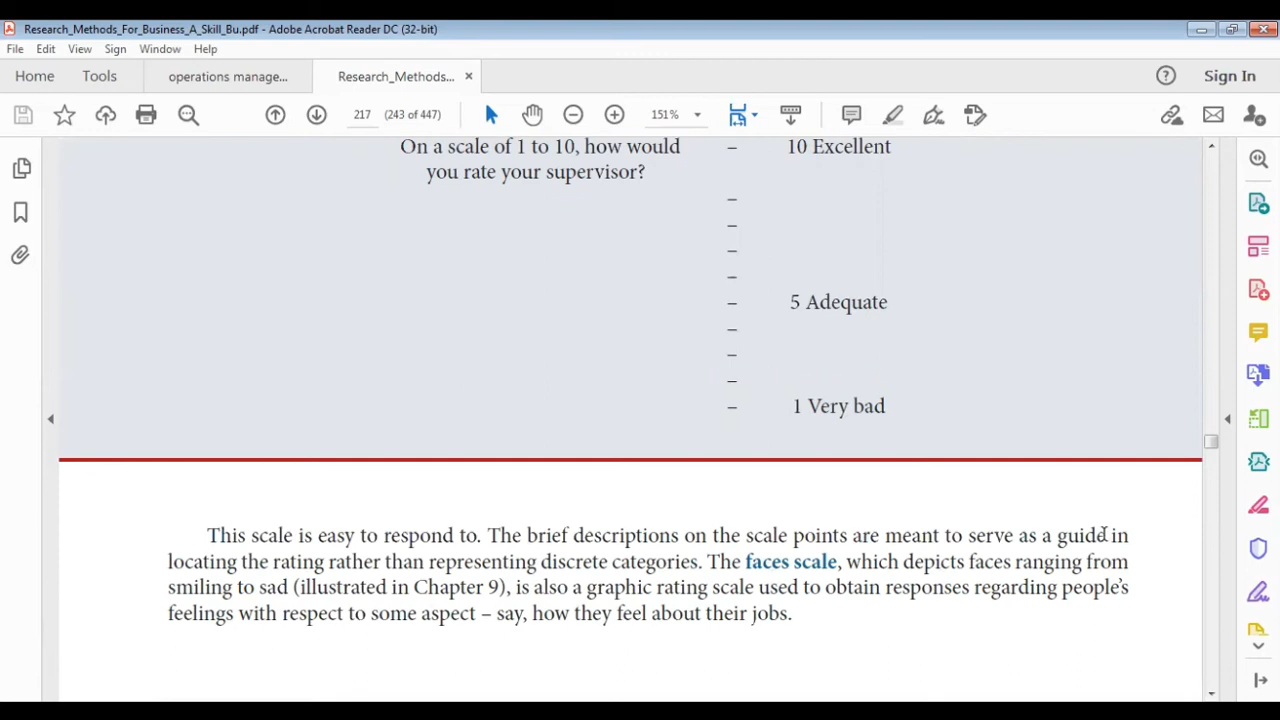 Research_Methods_For_Business_A_Skill_Bu.pdf - Adobe Acrobat Reader DC (32-bit)
File Edit View Sign Window Help
Home Tools operations manage... Research_Methods... × Sign In
217 (243 of 447) 151%
On a scale of 1 to 10, how would – 10 Excellent
you rate your supervisor?
–
–
–
–
– 5 Adequate
–
–
–
– 1 Very bad
This scale is easy to respond to. The brief descriptions on the scale points are meant to serve as a guide in
locating the rating rather than representing discrete categories. The faces scale, which depicts faces ranging from
smiling to sad (illustrated in Chapter 9), is also a graphic rating scale used to obtain responses regarding people’s
feelings with respect to some aspect – say, how they feel about their jobs.